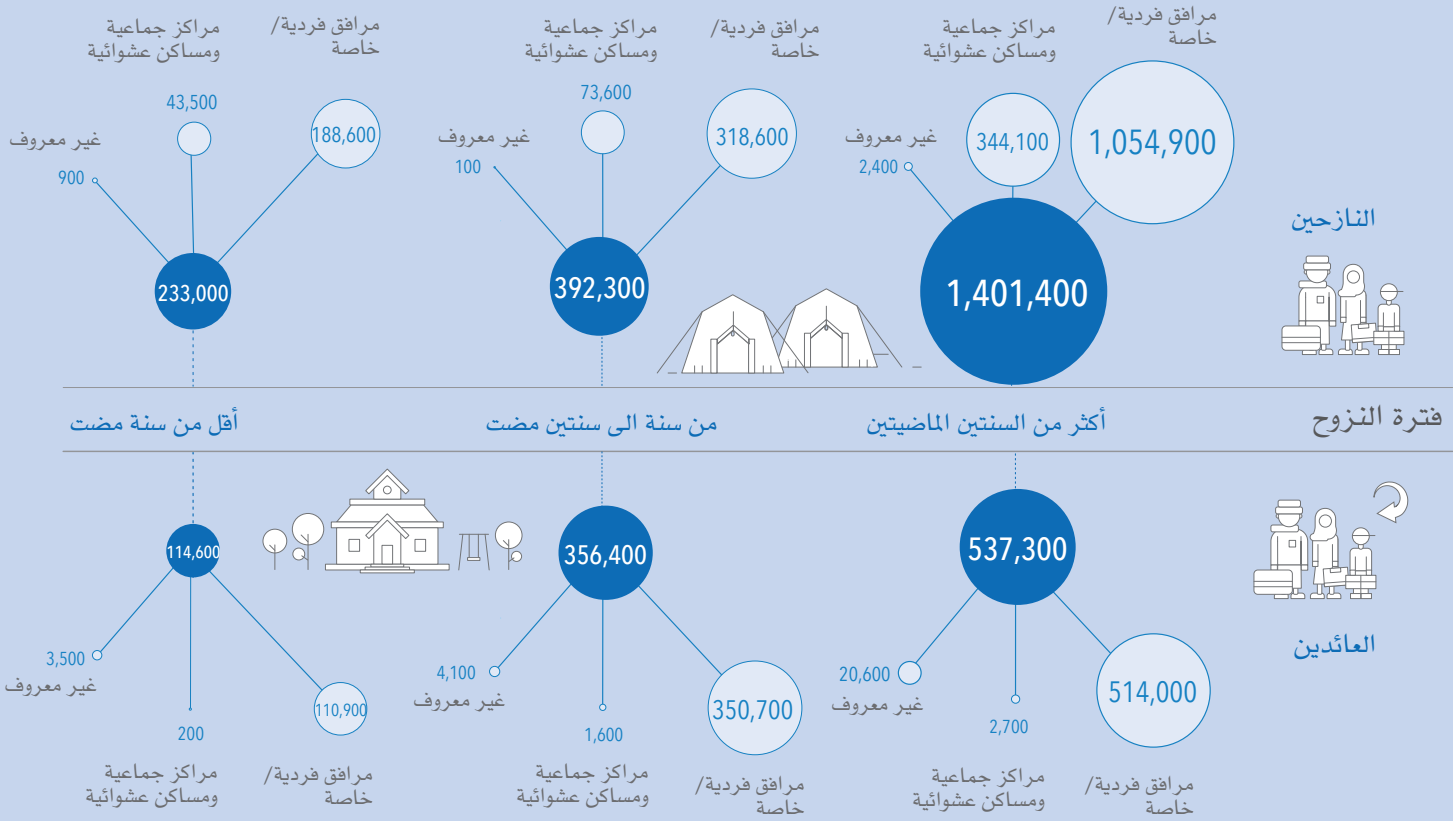 مرافق فردية/
خاصة
مراكز جماعية
ومساكن عشوائية
مرافق فردية/
خاصة
مراكز جماعية
ومساكن عشوائية
مرافق فردية/
خاصة
مراكز جماعية
ومساكن عشوائية
1,054,900
344,100
غير معروف
2,400
318,600
73,600
غير معروف
100
188,600
43,500
غير معروف
900
النازحين
1,401,400
392,300
233,000
فترة النزوح
أكثر من السنتين الماضيتين
من سنة الى سنتين مضت
أقل من سنة مضت
537,300
356,400
114,600
العائدين
514,000
2,700
20,600
غير معروف
350,700
1,600
4,100
غير معروف
110,900
200
3,500
غير معروف
مرافق فردية/
خاصة
مراكز جماعية
ومساكن عشوائية
مرافق فردية/
خاصة
مراكز جماعية
ومساكن عشوائية
مرافق فردية/
خاصة
مراكز جماعية
ومساكن عشوائية